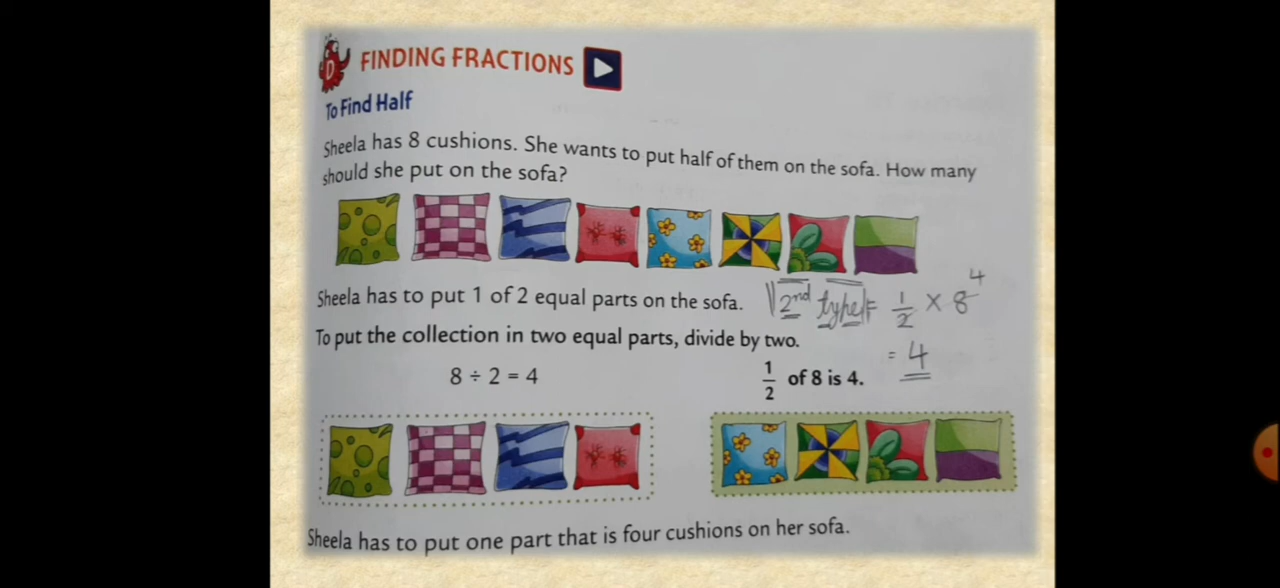 D FINDING FRACTIONS
To Find Half
Sheela has 8 cushions. She wants to put half of them on the sofa. How many
should she put on the sofa?
Sheela has to put 1 of 2 equal parts on the sofa.
2nd type = 1/2 × 8 4
= 4
To put the collection in two equal parts, divide by two.
8 ÷ 2 = 4
1/2 of 8 is 4.
Sheela has to put one part that is four cushions on her sofa.